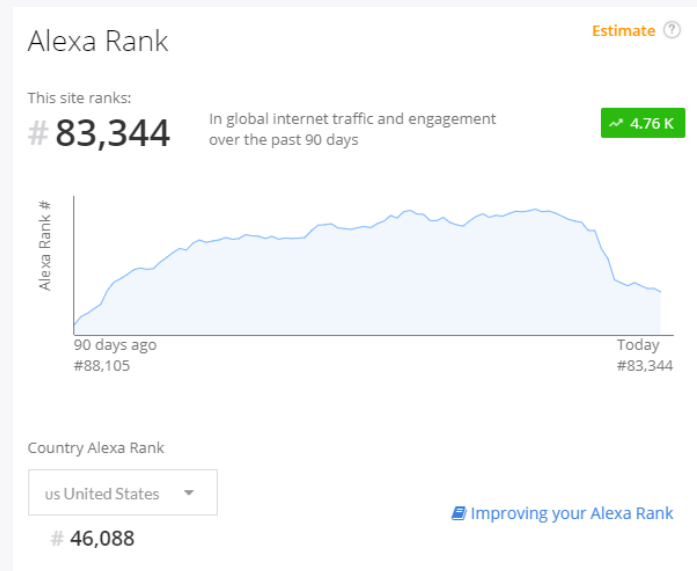 Alexa Rank
Estimate ?
This site ranks:
# 83,344
In global internet traffic and engagement
over the past 90 days
4.76 K
Alexa Rank #
90 days ago
#88,105
Today
#83,344
Country Alexa Rank
us United States
Improving your Alexa Rank
# 46,088